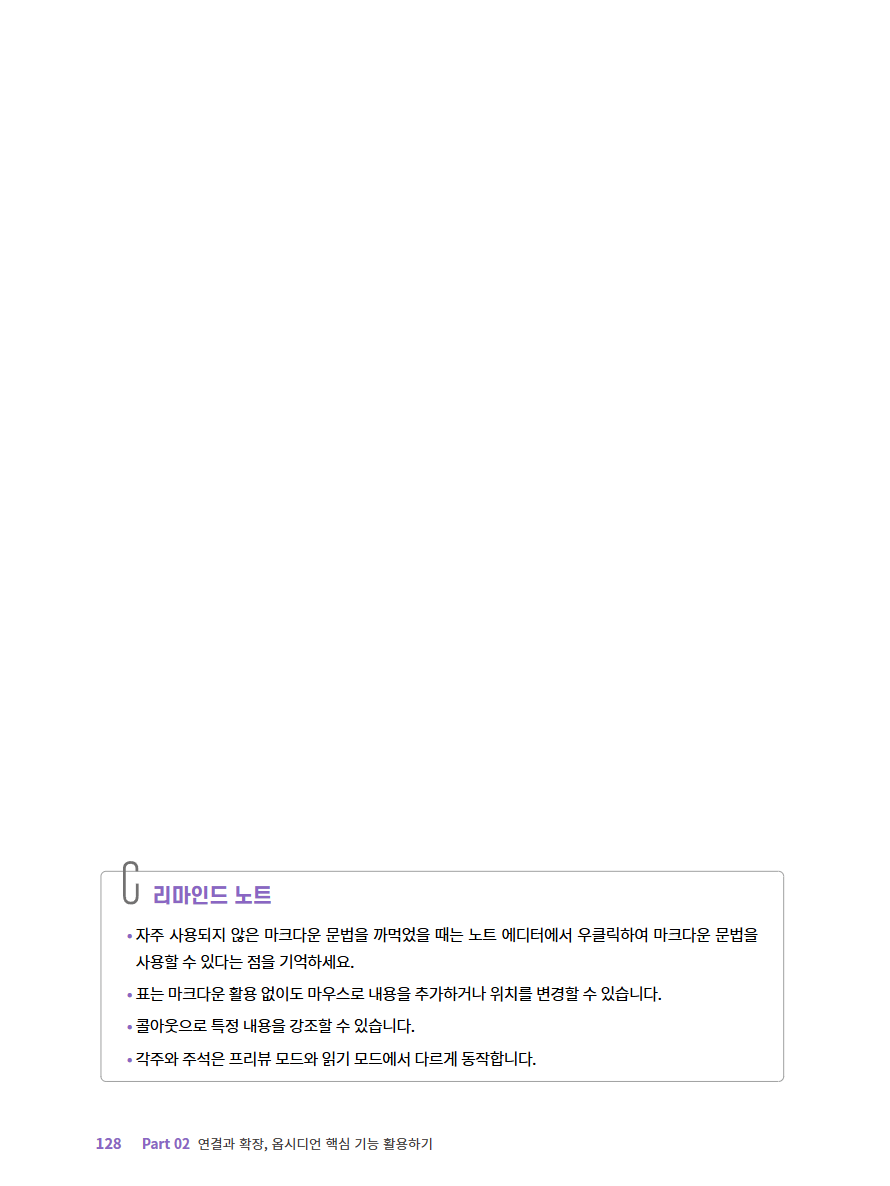 리마인드 노트
• 자주 사용되지 않은 마크다운 문법을 까먹었을 때는 노트 에디터에서 우클릭하여 마크다운 문법을
사용할 수 있다는 점을 기억하세요.
• 표는 마크다운 활용 없이도 마우스로 내용을 추가하거나 위치를 변경할 수 있습니다.
• 콜아웃으로 특정 내용을 강조할 수 있습니다.
• 각주와 주석은 프리뷰 모드와 읽기 모드에서 다르게 동작합니다.
128 Part 02 연결과 확장, 옵시디언 핵심 기능 활용하기